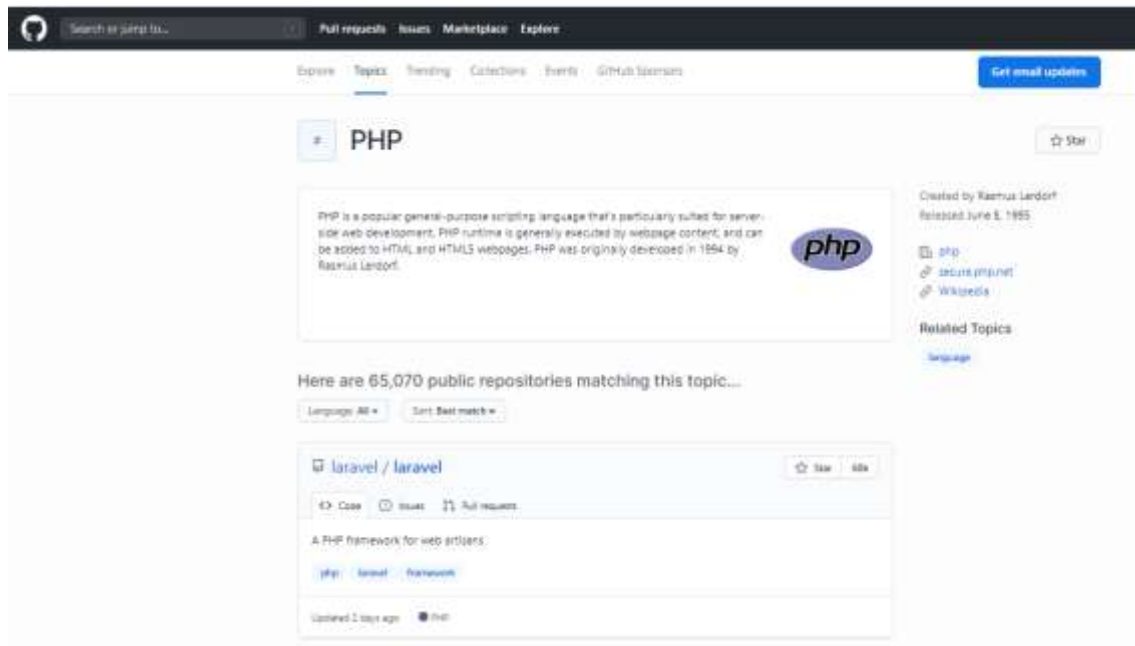 Search or jump to... /
Pull requests Issues Marketplace Explore
Explore Topics Trending Collections Events GitHub Sponsors
Get email updates
# PHP
Star
PHP is a popular general-purpose scripting language that's particularly suited for server-
side web development. PHP runtime is generally executed by webpage content, and can
be added to HTML and HTML5 webpages. PHP was originally developed in 1994 by
Rasmus Lerdorf.
php
Created by Rasmus Lerdorf
Released June 8, 1995
php
secure.php.net
Wikipedia
Related Topics
language
Here are 65,070 public repositories matching this topic...
Language: All Sort: Best match
laravel / laravel
Star
Code Issues Pull requests
A PHP framework for web artisans
php laravel framework
Updated 2 days ago PHP